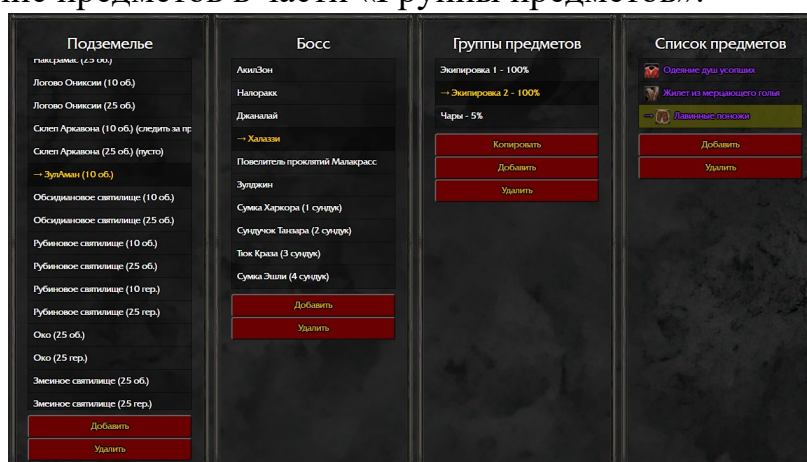 ние предметов в части «Группы предметов».
Подземелье
Наксрамас (25 об.)
Логово Ониксии (10 об.)
Логово Ониксии (25 об.)
Склеп Аркавона (10 об.) (следить за пр
Склеп Аркавона (25 об.) (пусто)
→ ЗулАман (10 об.)
Обсидиановое святилище (10 об.)
Обсидиановое святилище (25 об.)
Рубиновое святилище (10 об.)
Рубиновое святилище (25 об.)
Рубиновое святилище (10 гер.)
Рубиновое святилище (25 гер.)
Око (25 об.)
Око (25 гер.)
Змеиное святилище (25 об.)
Змеиное святилище (25 гер.)
Добавить
Удалить
Босс
АкилЗон
Налоракк
Джаналай
→ Халаззи
Повелитель проклятий Малакрасс
Зулджин
Сумка Харкора (1 сундук)
Сундучок Танзара (2 сундук)
Тюк Краза (3 сундук)
Сумка Эшли (4 сундук)
Добавить
Удалить
Группы предметов
Экипировка 1 - 100%
→ Экипировка 2 - 100%
Чары - 5%
Копировать
Добавить
Удалить
Список предметов
Одеяние душ усопших
Жилет из мерцающего голья
→ Лавинные поножи
Добавить
Удалить